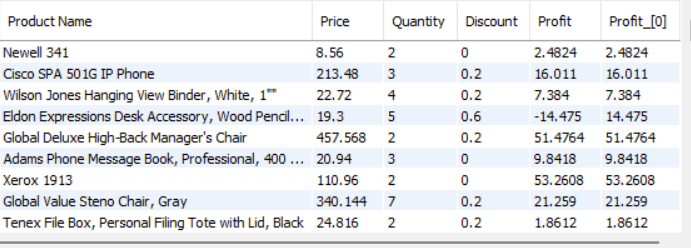 Product Name Price Quantity Discount Profit Profit_[0]
Newell 341 8.56 2 0 2.4824 2.4824
Cisco SPA 501G IP Phone 213.48 3 0.2 16.011 16.011
Wilson Jones Hanging View Binder, White, 1"" 22.72 4 0.2 7.384 7.384
Eldon Expressions Desk Accessory, Wood Pencil... 19.3 5 0.6 -14.475 14.475
Global Deluxe High-Back Manager's Chair 457.568 2 0.2 51.4764 51.4764
Adams Phone Message Book, Professional, 400 ... 20.94 3 0 9.8418 9.8418
Xerox 1913 110.96 2 0 53.2608 53.2608
Global Value Steno Chair, Gray 340.144 7 0.2 21.259 21.259
Tenex File Box, Personal Filing Tote with Lid, Black 24.816 2 0.2 1.8612 1.8612